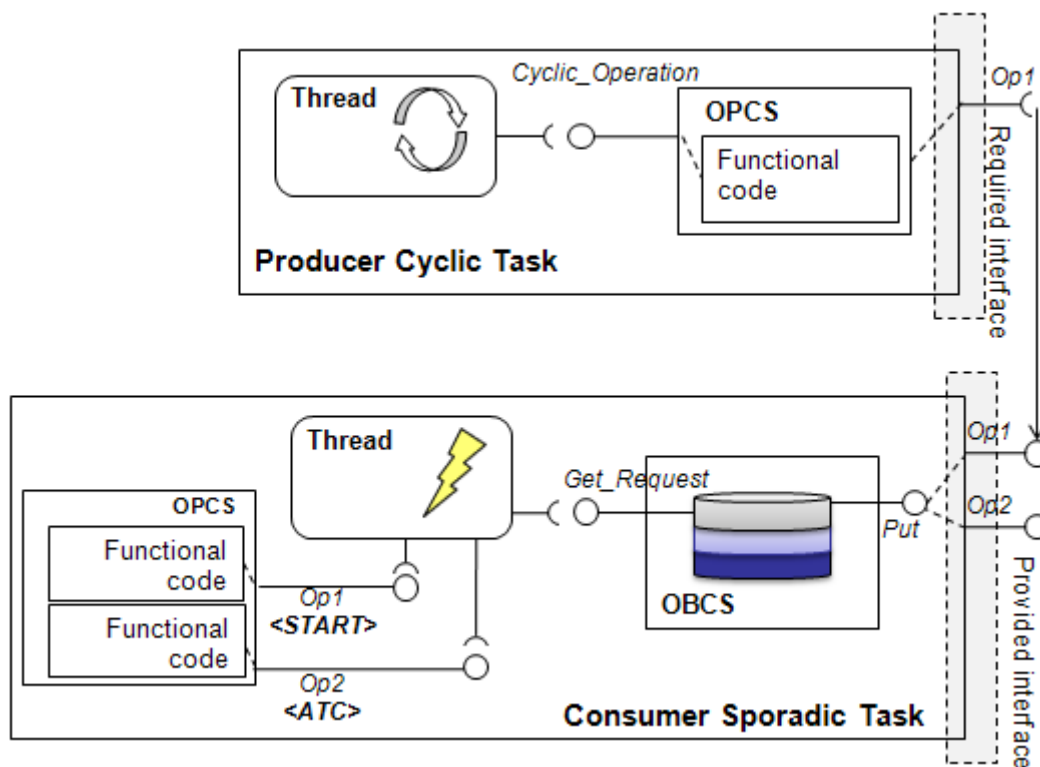 Cyclic_Operation
Op1
Thread
OPCS
Functional
code
Required interface
Producer Cyclic Task
Thread
Op1
Get_Request
OPCS
Op2
Functional
code
Put
Op1
<START>
OBCS
Functional
code
Op2
<ATC>
Consumer Sporadic Task
Provided interface